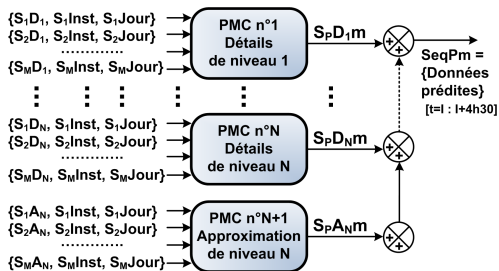 {S1D1, S1Inst, S1Jour}
{S2D1, S2Inst, S2Jour}
............
{SMD1, SMInst, SMJour}
PMC n°1
Détails
de niveau 1
SPD1m
SeqPm =
{Données
prédites}
[t=I : I+4h30]
{S1DN, S1Inst, S1Jour}
{S2DN, S2Inst, S2Jour}
............
{SMDN, SMInst, SMJour}
PMC n°N
Détails
de niveau N
SPDNm
{S1AN, S1Inst, S1Jour}
{S2AN, S2Inst, S2Jour}
............
{SMAN, SMInst, SMJour}
PMC n°N+1
Approximation
de niveau N
SPANm